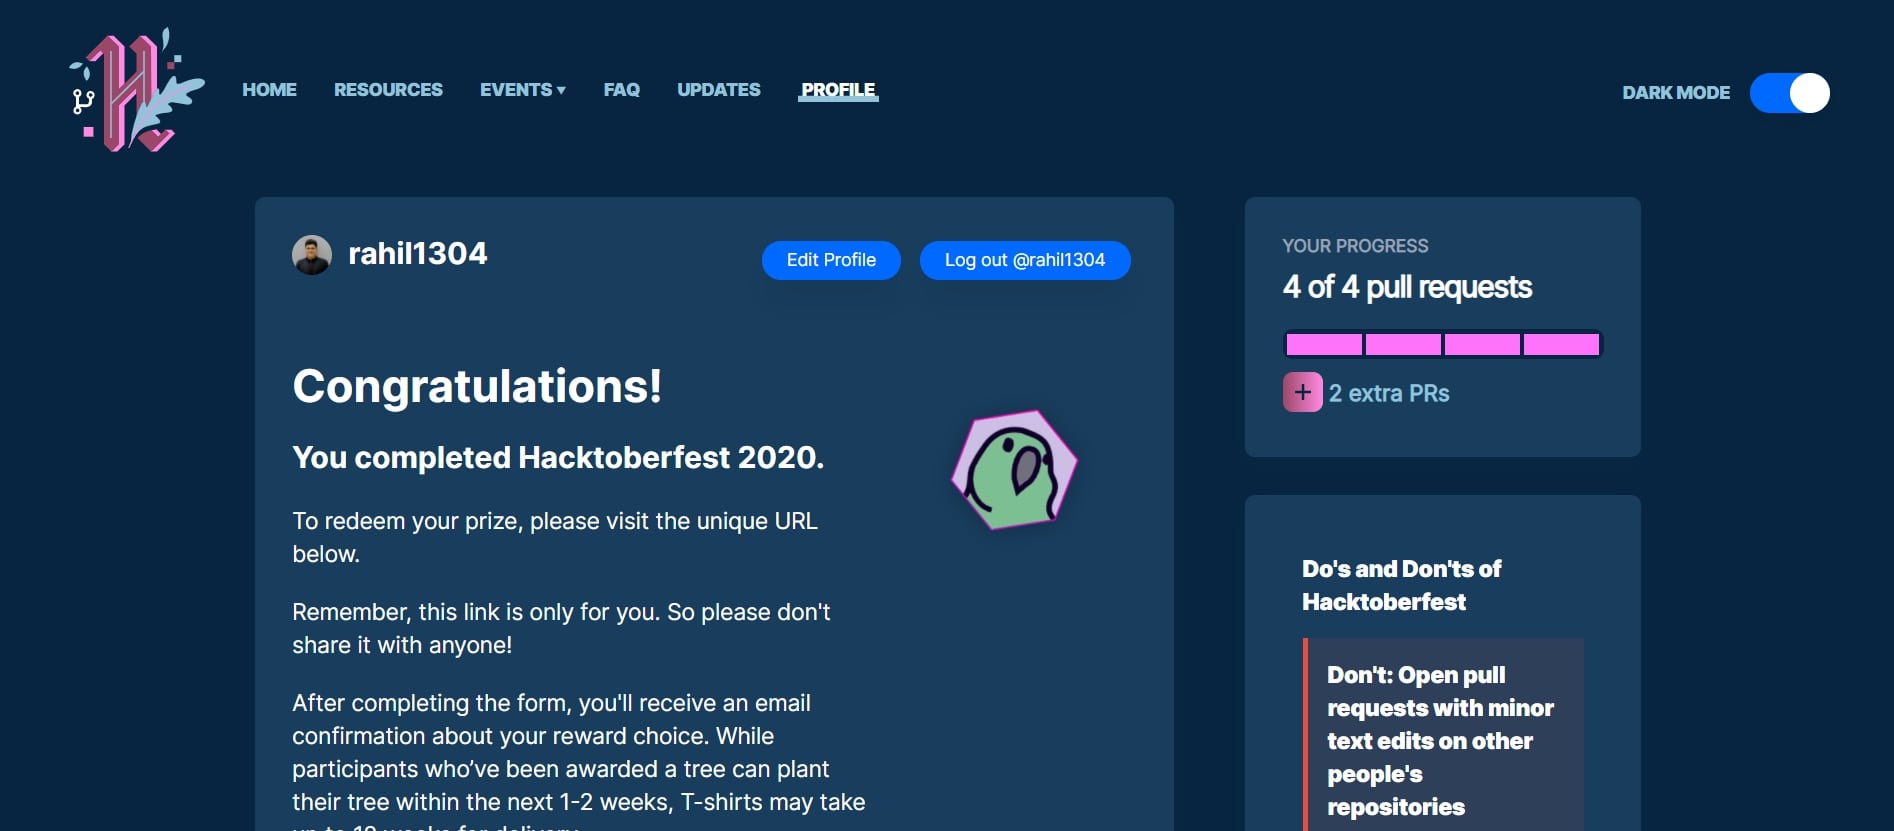 HOME RESOURCES EVENTS ▾ FAQ UPDATES PROFILE
DARK MODE
rahil1304
Edit Profile
Log out @rahil1304
Congratulations!
You completed Hacktoberfest 2020.
To redeem your prize, please visit the unique URL
below.
Remember, this link is only for you. So please don't
share it with anyone!
After completing the form, you'll receive an email
confirmation about your reward choice. While
participants who’ve been awarded a tree can plant
their tree within the next 1-2 weeks, T-shirts may take
YOUR PROGRESS
4 of 4 pull requests
+ 2 extra PRs
Do's and Don'ts of
Hacktoberfest
Don't: Open pull
requests with minor
text edits on other
people's
repositories